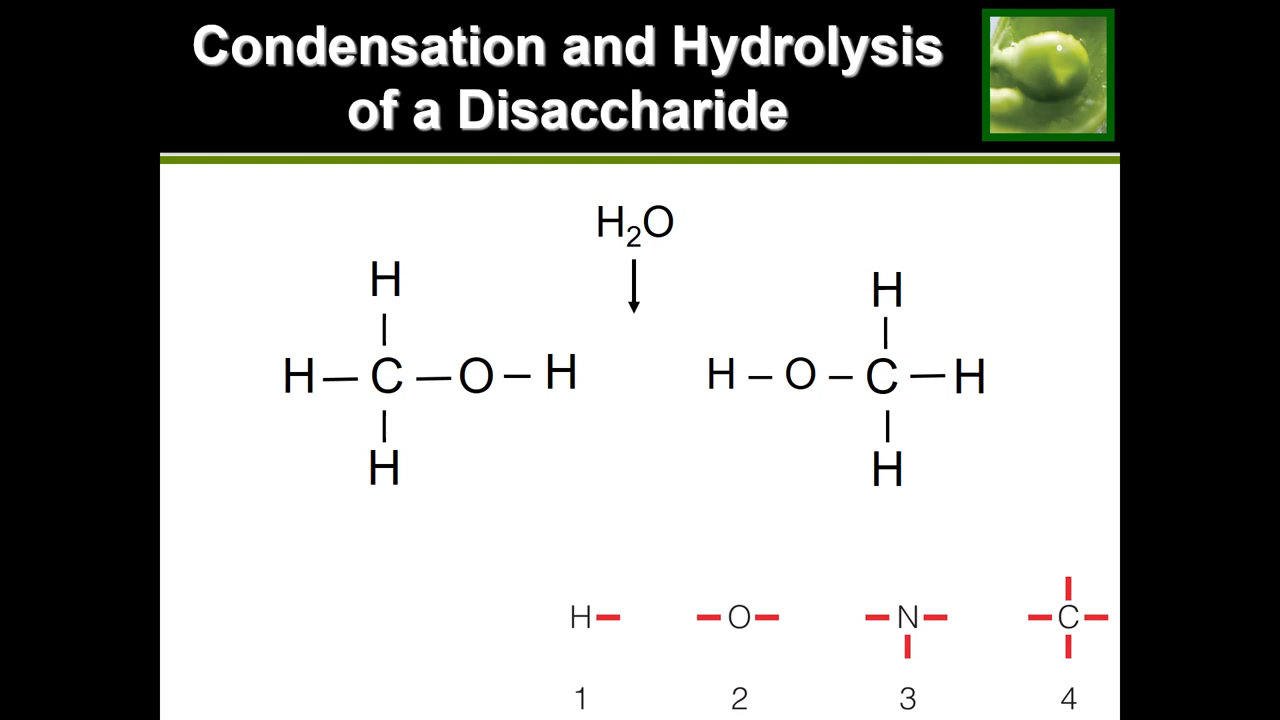 Condensation and Hydrolysis
of a Disaccharide
H₂O
H
H
H — C — O — H
H — O — C — H
H
H
H
O
N
C
1
2
3
4